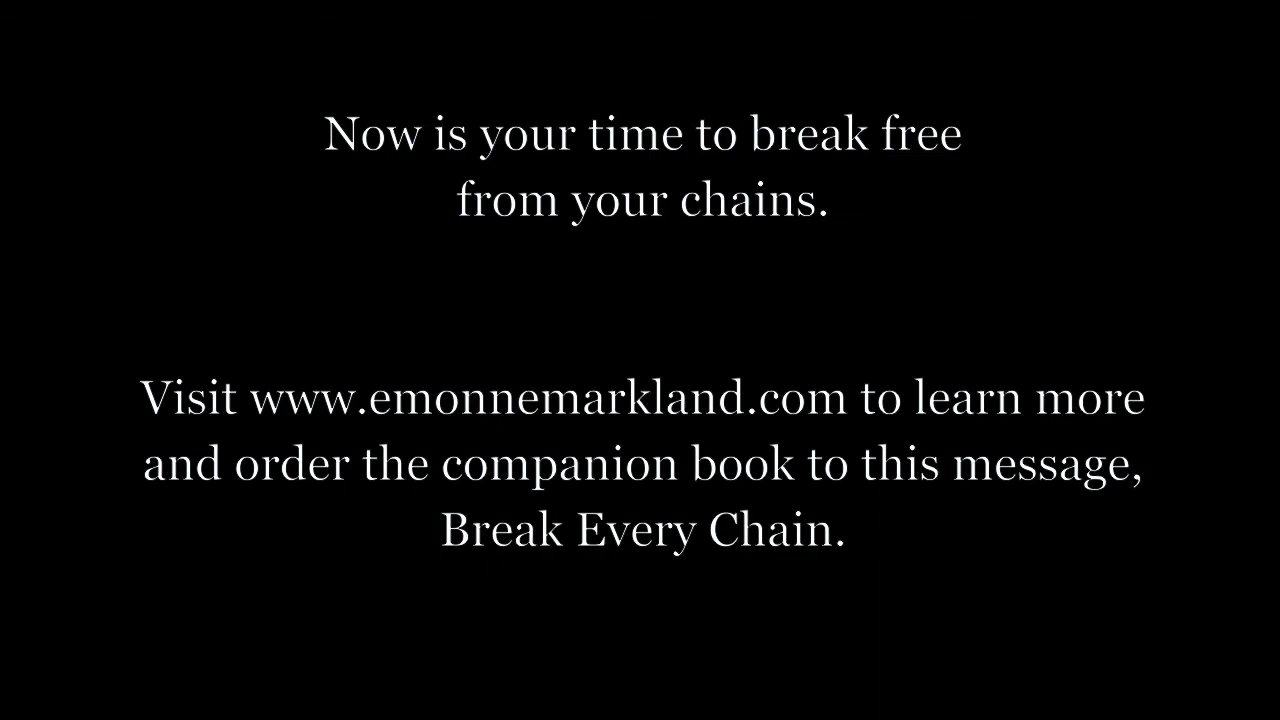 Now is your time to break free
from your chains.
Visit www.emonnemarkland.com to learn more
and order the companion book to this message,
Break Every Chain.